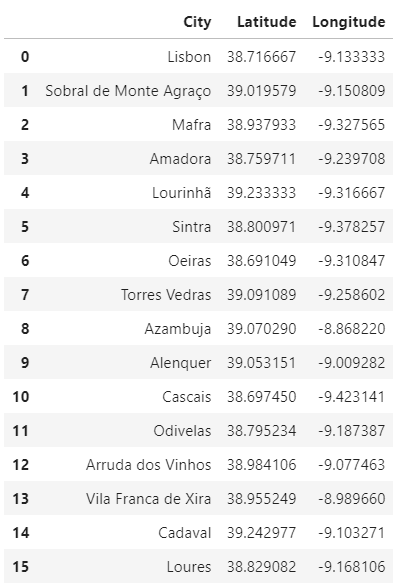 City Latitude Longitude
0 Lisbon 38.716667 -9.133333
1 Sobral de Monte Agraço 39.019579 -9.150809
2 Mafra 38.937933 -9.327565
3 Amadora 38.759711 -9.239708
4 Lourinhã 39.233333 -9.316667
5 Sintra 38.800971 -9.378257
6 Oeiras 38.691049 -9.310847
7 Torres Vedras 39.091089 -9.258602
8 Azambuja 39.070290 -8.868220
9 Alenquer 39.053151 -9.009282
10 Cascais 38.697450 -9.423141
11 Odivelas 38.795234 -9.187387
12 Arruda dos Vinhos 38.984106 -9.077463
13 Vila Franca de Xira 38.955249 -8.989660
14 Cadaval 39.242977 -9.103271
15 Loures 38.829082 -9.168106